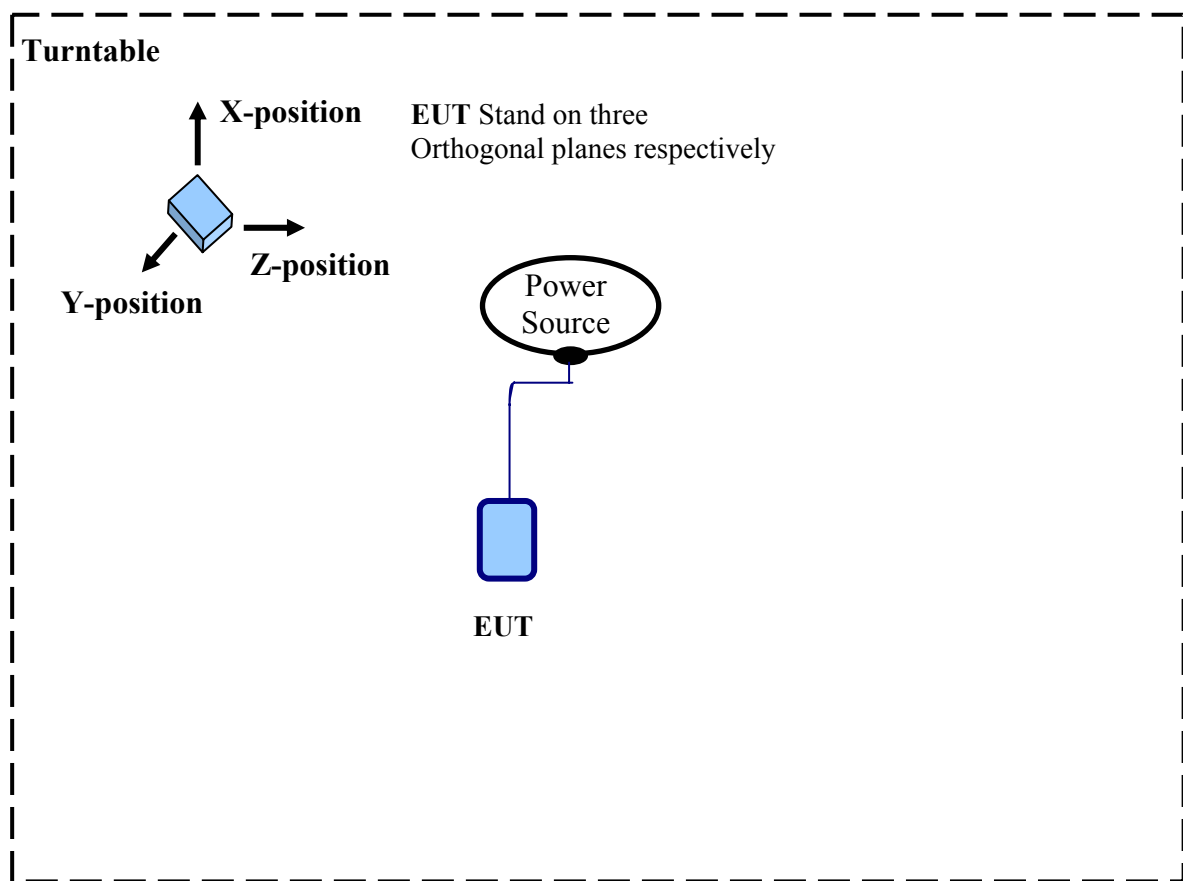 Turntable
X-position
EUT Stand on three
Orthogonal planes respectively
Z-position
Y-position
Power
Source
EUT